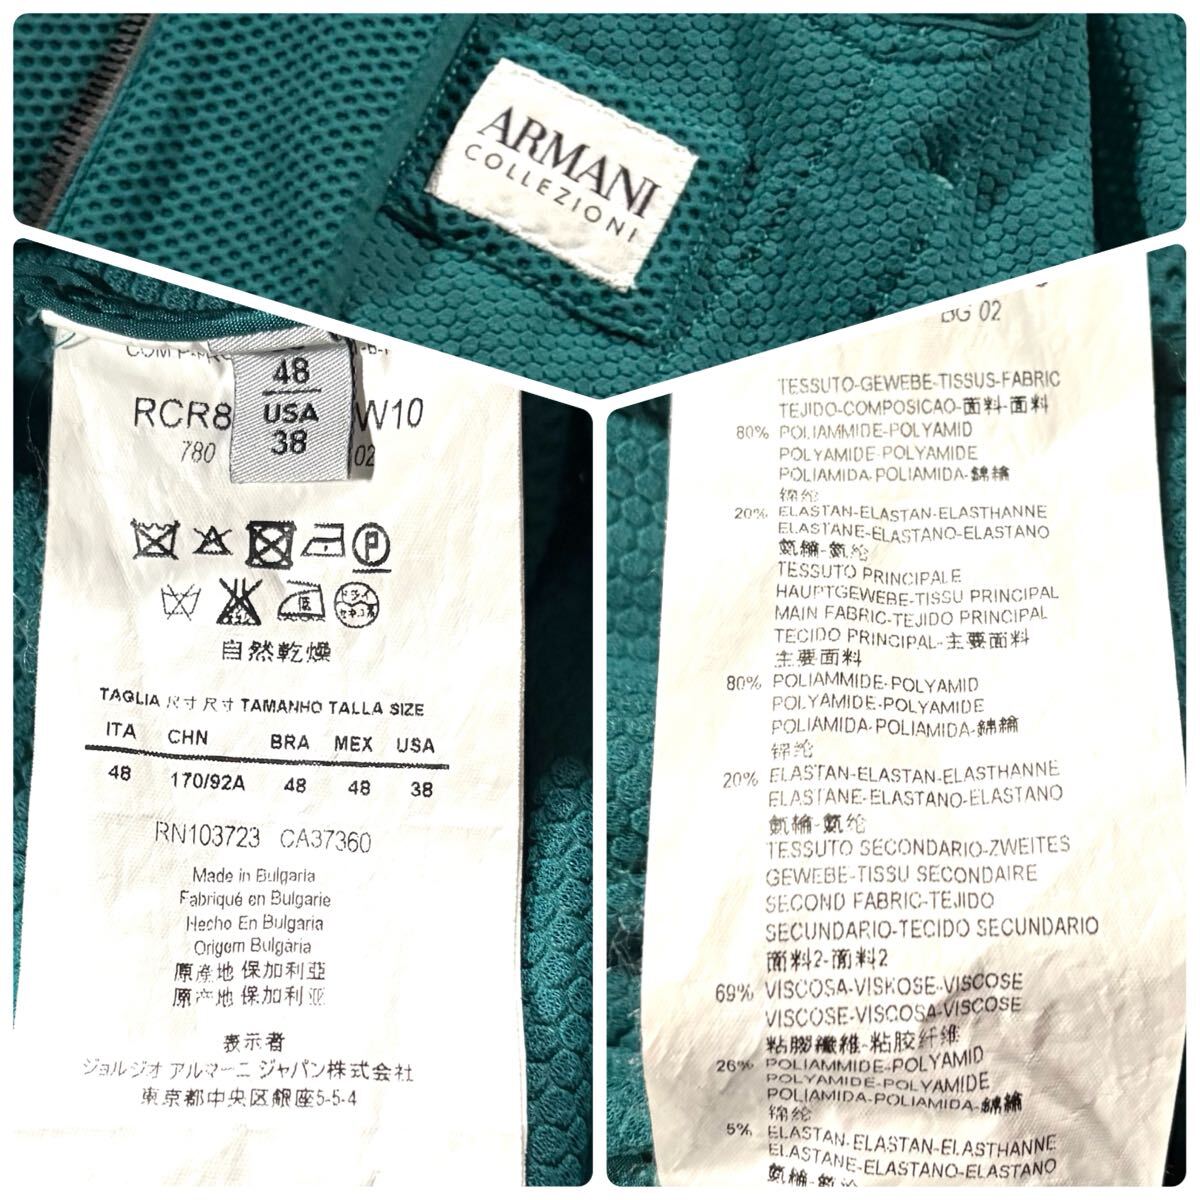 ARMANI
COLLEZIONI
48
USA
38
RCR8 W10
780 02
低
ドライ
自然乾燥
TAGLIA 尺寸 尺寸 TAMANHO TALLA SIZE
ITA CHN BRA MEX USA
48 170/92A 48 48 38
RN103723 CA37360
Made in Bulgaria
Fabriqué en Bulgarie
Hecho En Bulgaria
Origem Bulgària
原產地 保加利亞
原产地 保加利亚
表示者
ジョルジオ アルマーニ ジャパン株式会社
東京都中央区銀座5-5-4
BG 02
TESSUTO-GEWEBE-TISSUS-FABRIC
TEJIDO-COMPOSICAO-面料-面料
80% POLIAMMIDE-POLYAMID
POLYAMIDE-POLYAMIDE
POLIAMIDA-POLIAMIDA-錦綸
锦纶
20% ELASTAN-ELASTAN-ELASTHANNE
ELASTANE-ELASTANO-ELASTANO
氨綸-氨纶
TESSUTO PRINCIPALE
HAUPTGEWEBE-TISSU PRINCIPAL
MAIN FABRIC-TEJIDO PRINCIPAL
TECIDO PRINCIPAL-主要面料
主要面料
80% POLIAMMIDE-POLYAMID
POLYAMIDE-POLYAMIDE
POLIAMIDA-POLIAMIDA-錦綸
锦纶
20% ELASTAN-ELASTAN-ELASTHANNE
ELASTANE-ELASTANO-ELASTANO
氨綸-氨纶
TESSUTO SECONDARIO-ZWEITES
GEWEBE-TISSU SECONDAIRE
SECOND FABRIC-TEJIDO
SECUNDARIO-TECIDO SECUNDARIO
面料2-面料2
69% VISCOSA-VISKOSE-VISCOSE
VISCOSE-VISCOSA-VISCOSE
粘膠纖維-粘胶纤维
26% POLIAMMIDE-POLYAMID
POLYAMIDE-POLYAMIDE
POLIAMIDA-POLIAMIDA-錦綸
锦纶
5% ELASTAN-ELASTAN-ELASTHANNE
ELASTANE-ELASTANO-ELASTANO
氨綸-氨纶